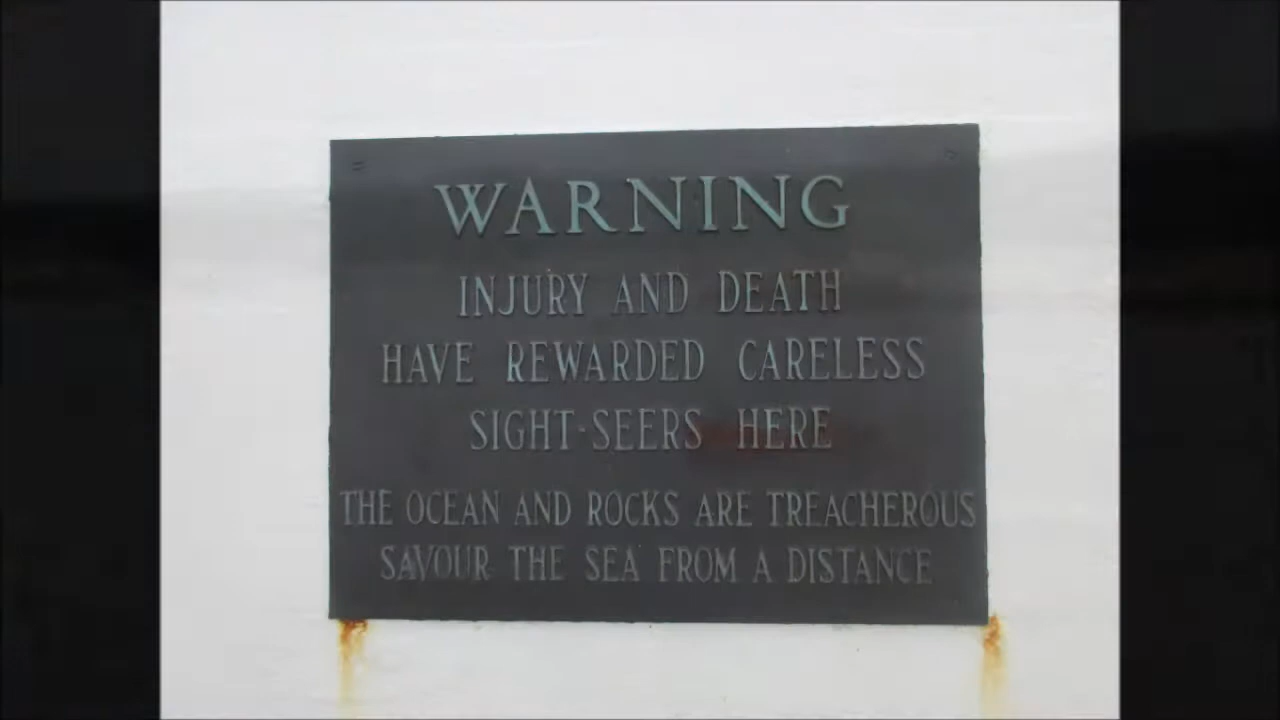 WARNING
INJURY AND DEATH
HAVE REWARDED CARELESS
SIGHT-SEERS HERE
THE OCEAN AND ROCKS ARE TREACHEROUS
SAVOUR THE SEA FROM A DISTANCE